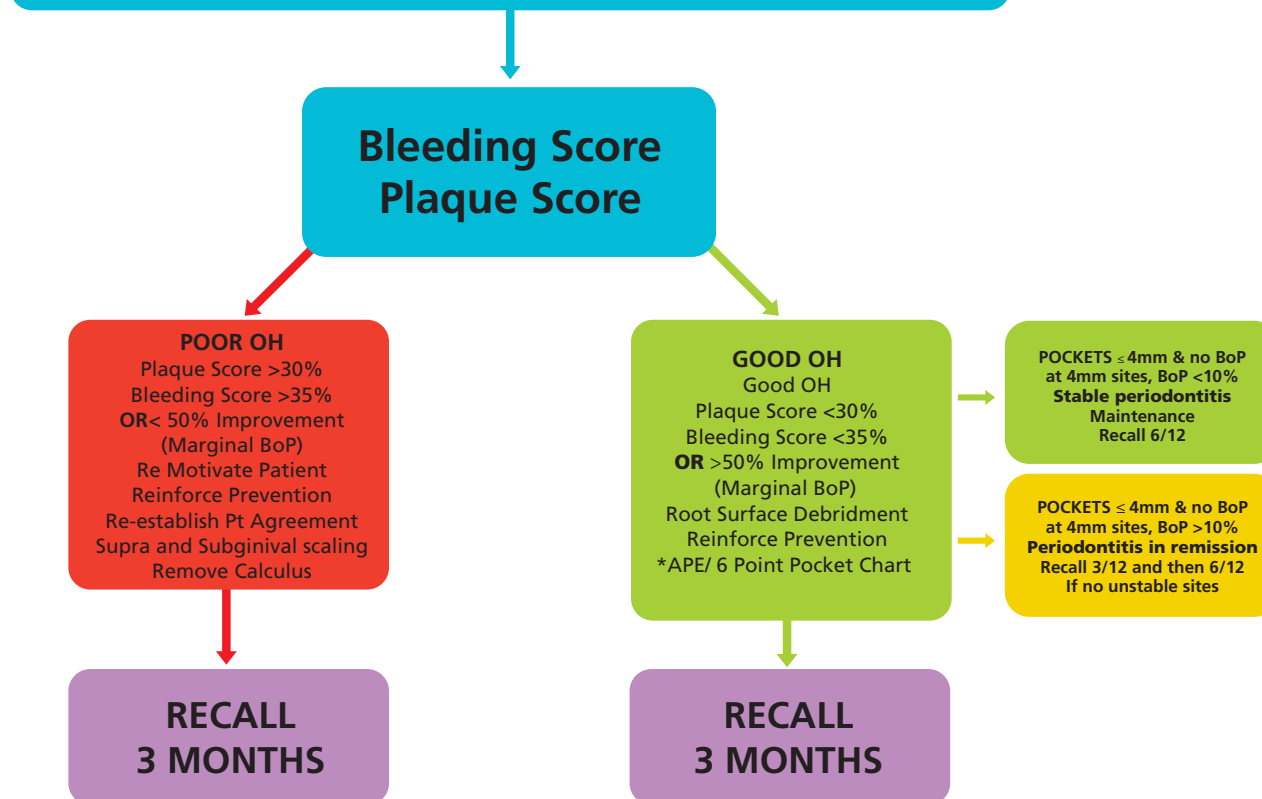 Bleeding Score
Plaque Score
POOR OH
Plaque Score >30%
Bleeding Score >35%
OR< 50% Improvement
(Marginal BoP)
Re Motivate Patient
Reinforce Prevention
Re-establish Pt Agreement
Supra and Subginival scaling
Remove Calculus
GOOD OH
Good OH
Plaque Score <30%
Bleeding Score <35%
OR >50% Improvement
(Marginal BoP)
Root Surface Debridment
Reinforce Prevention
*APE/ 6 Point Pocket Chart
POCKETS ≤ 4mm & no BoP
at 4mm sites, BoP <10%
Stable periodontitis
Maintenance
Recall 6/12
POCKETS ≤ 4mm & no BoP
at 4mm sites, BoP >10%
Periodontitis in remission
Recall 3/12 and then 6/12
If no unstable sites
RECALL
3 MONTHS
RECALL
3 MONTHS